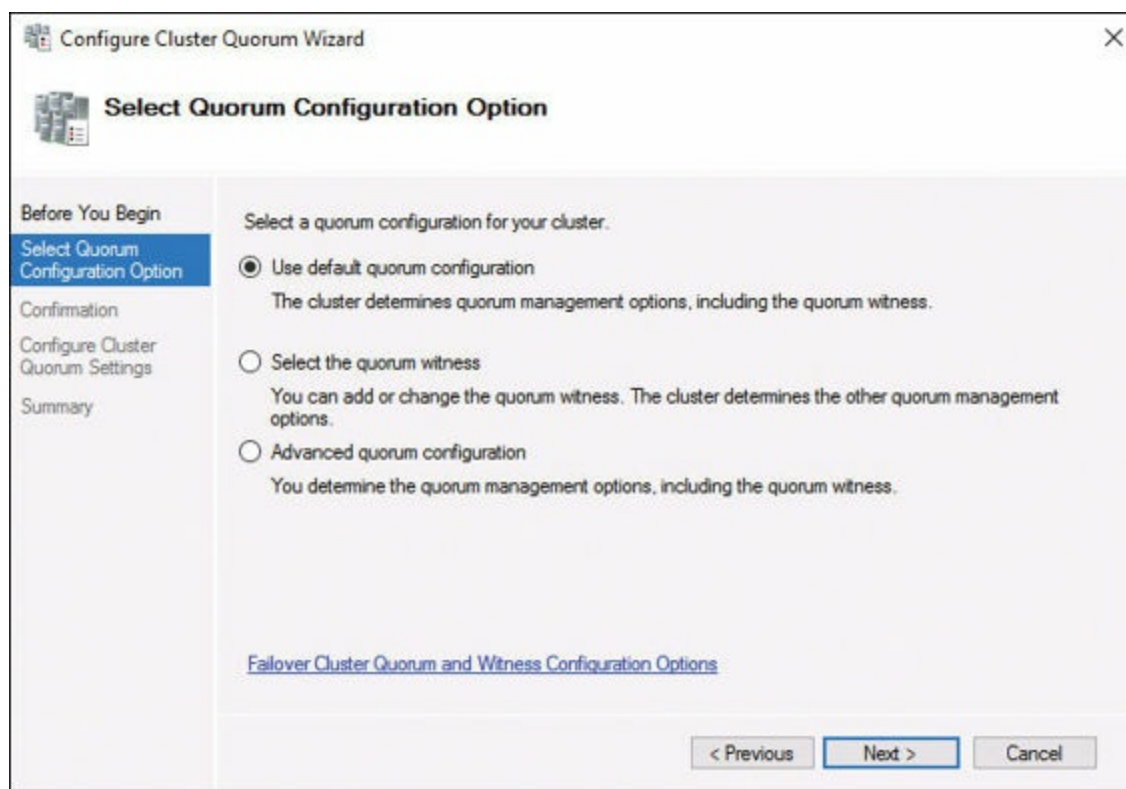 Configure Cluster Quorum Wizard
Select Quorum Configuration Option
Before You Begin
Select Quorum
Configuration Option
Confirmation
Configure Cluster
Quorum Settings
Summary
Select a quorum configuration for your cluster.
Use default quorum configuration
The cluster determines quorum management options, including the quorum witness.
Select the quorum witness
You can add or change the quorum witness. The cluster determines the other quorum management
options.
Advanced quorum configuration
You determine the quorum management options, including the quorum witness.
Failover Cluster Quorum and Witness Configuration Options
< Previous
Next >
Cancel